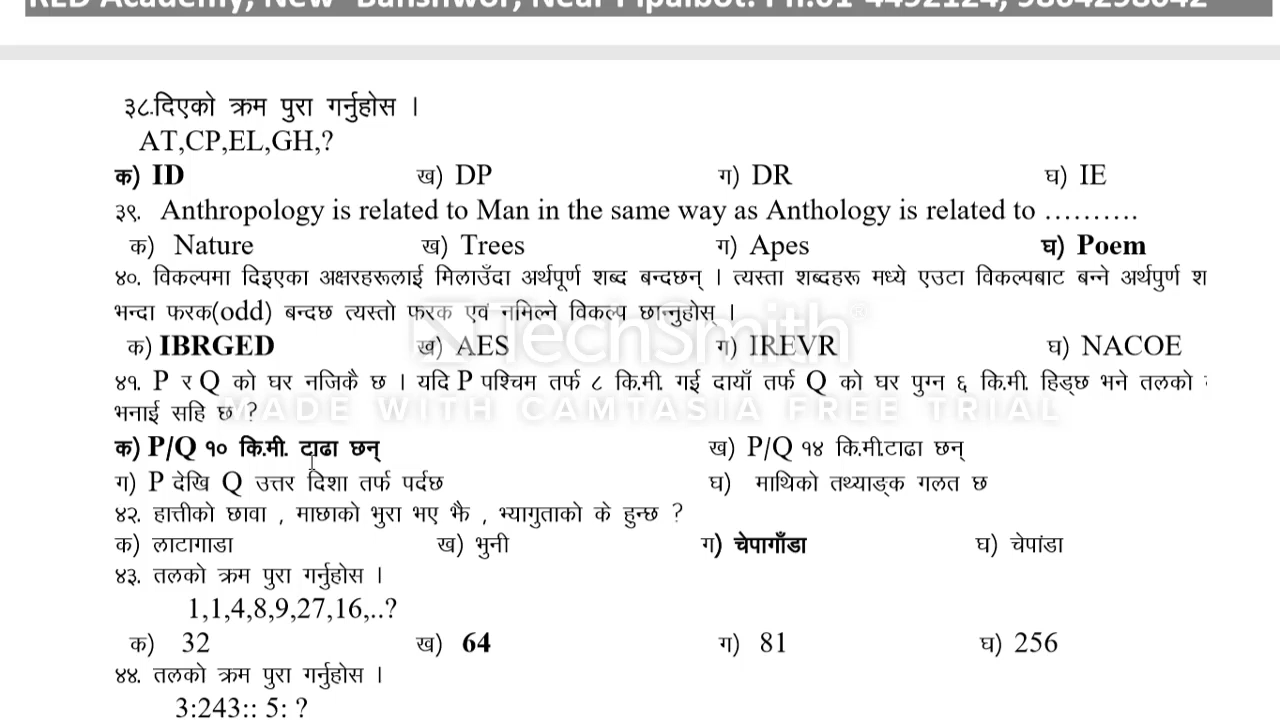 RED Academy, New Banshwor, Near Pipalbot. Ph:01-4492124, 9864298042
३८.दिएको क्रम पुरा गर्नुहोस ।
AT,CP,EL,GH,?
क) ID ख) DP ग) DR घ) IE
३९. Anthropology is related to Man in the same way as Anthology is related to ……….
क) Nature ख) Trees ग) Apes घ) Poem
४०. विकल्पमा दिइएका अक्षरहरूलाई मिलाउँदा अर्थपूर्ण शब्द बन्दछन् । त्यस्ता शब्दहरू मध्ये एउटा विकल्पबाट बन्ने अर्थपुर्ण श
भन्दा फरक(odd) बन्दछ त्यस्तो फरक एवं नमिल्ने विकल्प छान्नुहोस् ।
क) IBRGED ख) AES ग) IREVR घ) NACOE
TechSmith®
४१. P र Q को घर नजिकै छ । यदि P पश्चिम तर्फ ८ कि.मी. गई दायाँ तर्फ Q को घर पुग्न ६ कि.मी. हिड्छ भने तलको
MADE WITH CAMTASIA FREE TRIAL
भनाई सहि छ ?
क) P/Q १० कि.मी. टाढा छन् ख) P/Q १४ कि.मी.टाढा छन्
ग) P देखि Q उत्तर दिशा तर्फ पर्दछ घ) माथिको तथ्याङ्क गलत छ
४२. हात्तीको छावा , माछाको भुरा भए झै , भ्यागुताको के हुन्छ ?
क) लाटागाडा ख) भुनी ग) चेपागाँडा घ) चेपांडा
४३. तलको क्रम पुरा गर्नुहोस ।
1,1,4,8,9,27,16,..?
क) 32 ख) 64 ग) 81 घ) 256
४४. तलको क्रम पुरा गर्नुहोस ।
3:243:: 5: ?